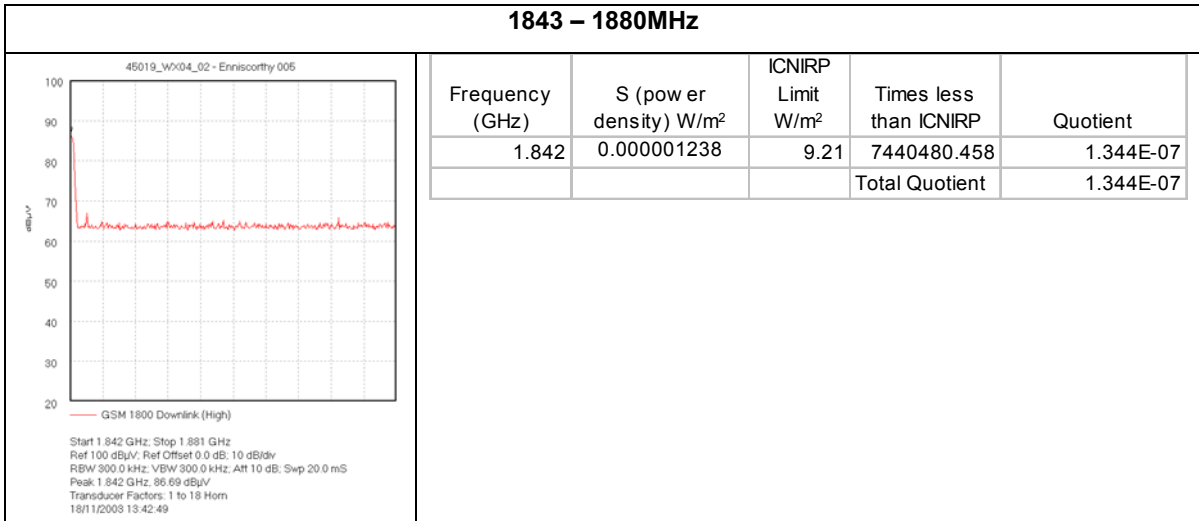 1843 – 1880MHz
45019_WX04_02 - Enniscorthy 005
100
90
80
70
60
50
40
30
20
dBµV
GSM 1800 Downlink (High)
Start 1.842 GHz; Stop 1.881 GHz
Ref 100 dBµV; Ref Offset 0.0 dB; 10 dB/div
RBW 300.0 kHz; VBW 300.0 kHz; Att 10 dB; Swp 20.0 mS
Peak 1.842 GHz, 86.69 dBµV
Transducer Factors: 1 to 18 Horn
18/11/2003 13:42:49
Frequency (GHz) S (pow er density) W/m² ICNIRP Limit W/m² Times less than ICNIRP Quotient
1.842 0.000001238 9.21 7440480.458 1.344E-07
Total Quotient 1.344E-07